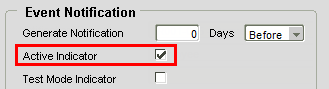 Event Notification
Generate Notification 0 Days Before
Active Indicator
Test Mode Indicator